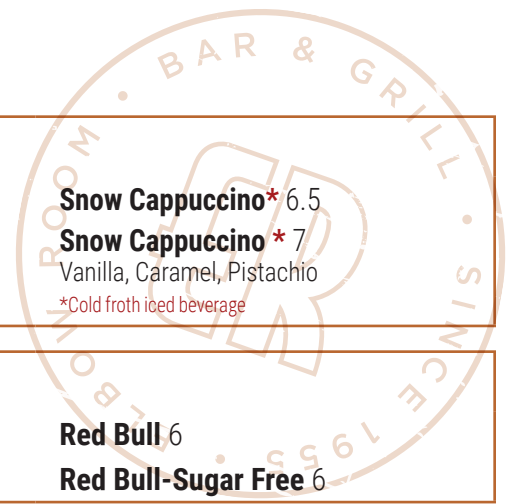 ELBOW ROOM • BAR & GRILL • SINCE 1955 •
Snow Cappuccino* 6.5
Snow Cappuccino * 7
Vanilla, Caramel, Pistachio
*Cold froth iced beverage
Red Bull 6
Red Bull-Sugar Free 6